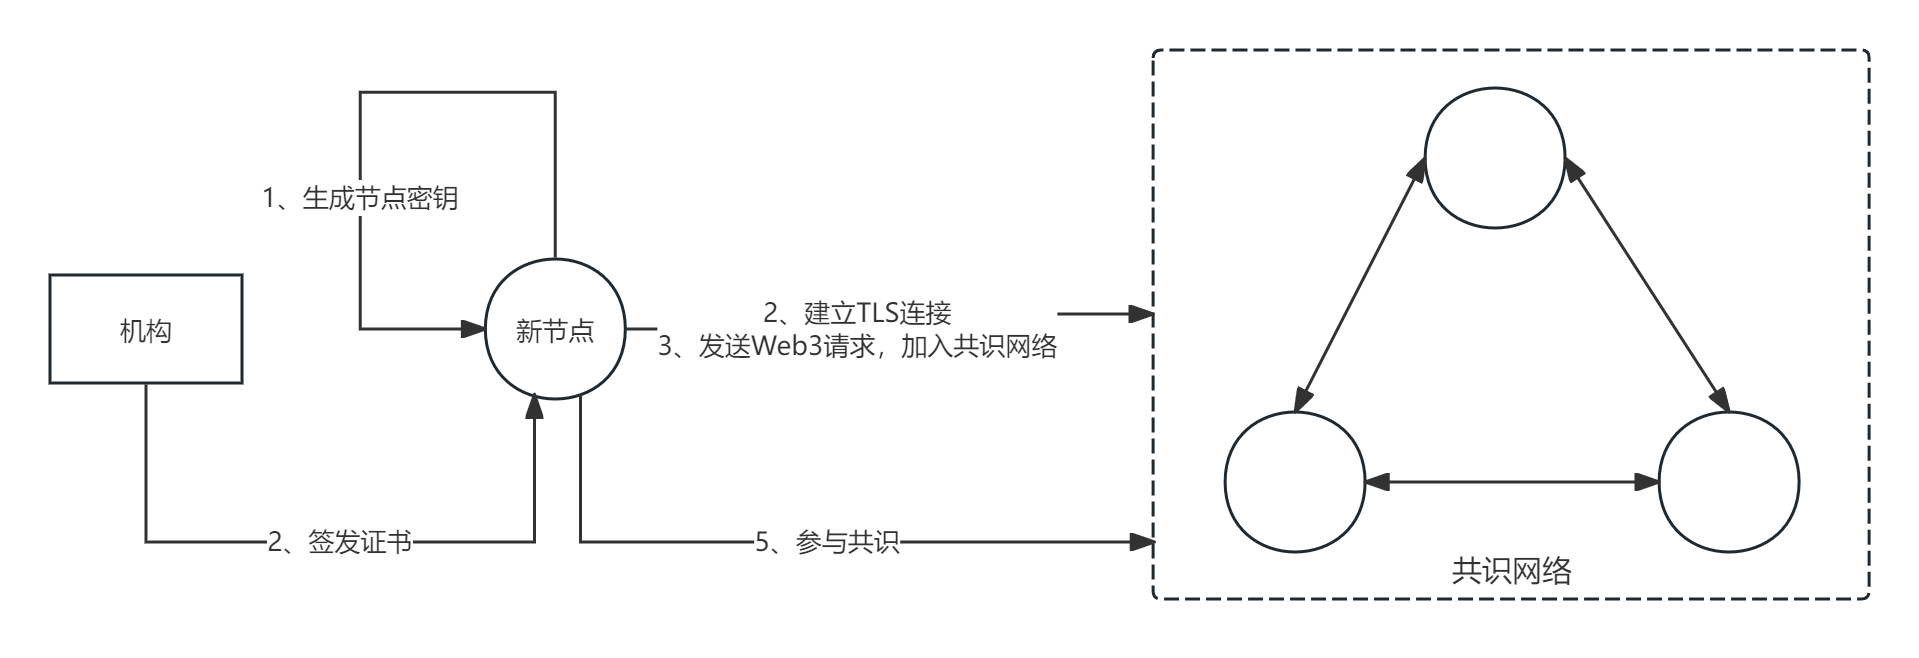 1、生成节点密钥
机构
新节点
2、建立TLS连接
3、发送Web3请求，加入共识网络
2、签发证书
5、参与共识
共识网络